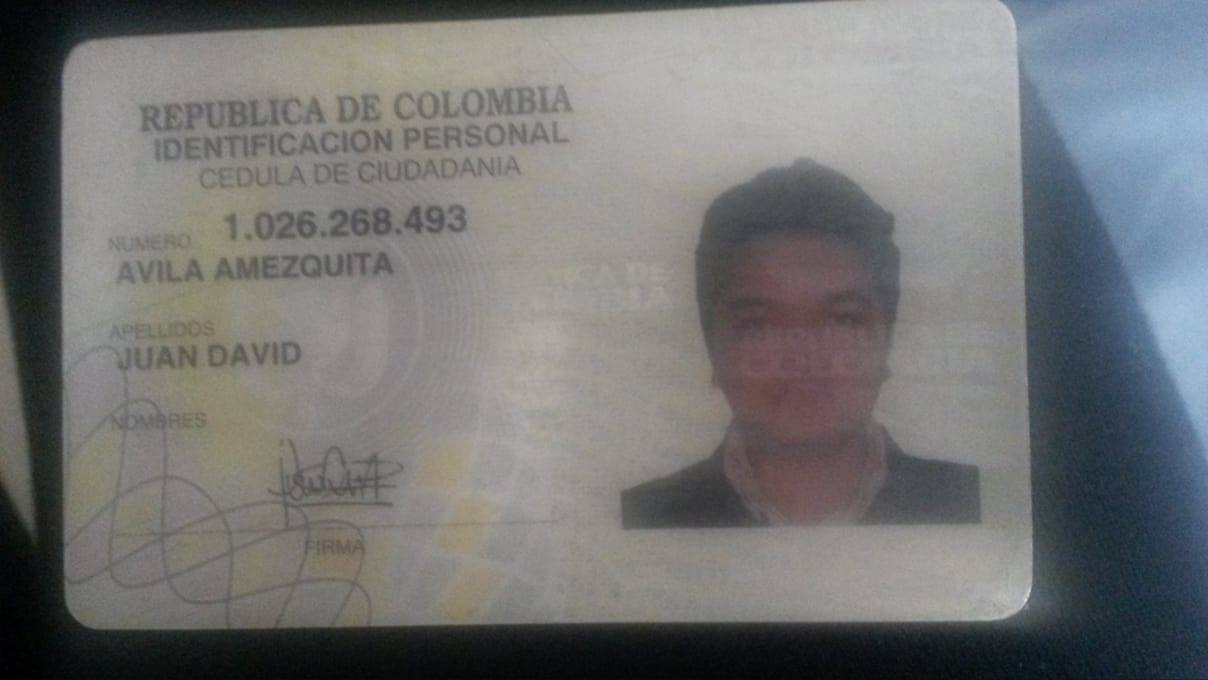 REPUBLICA DE COLOMBIA
IDENTIFICACION PERSONAL
CEDULA DE CIUDADANIA
NUMERO 1.026.268.493
AVILA AMEZQUITA
APELLIDOS
JUAN DAVID
NOMBRES
FIRMA